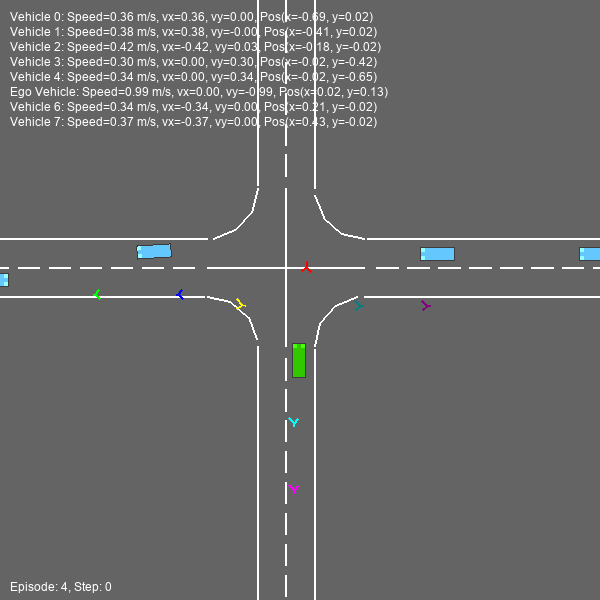 Vehicle 0: Speed=0.36 m/s, vx=0.36, vy=0.00, Pos(x=-0.69, y=0.02)
Vehicle 1: Speed=0.38 m/s, vx=0.38, vy=-0.00, Pos(x=-0.41, y=0.02)
Vehicle 2: Speed=0.42 m/s, vx=-0.42, vy=0.03, Pos(x=-0.18, y=-0.02)
Vehicle 3: Speed=0.30 m/s, vx=0.00, vy=0.30, Pos(x=-0.02, y=-0.42)
Vehicle 4: Speed=0.34 m/s, vx=0.00, vy=0.34, Pos(x=-0.02, y=-0.65)
Ego Vehicle: Speed=0.99 m/s, vx=0.00, vy=-0.99, Pos(x=0.02, y=0.13)
Vehicle 6: Speed=0.34 m/s, vx=-0.34, vy=0.00, Pos(x=0.21, y=-0.02)
Vehicle 7: Speed=0.37 m/s, vx=-0.37, vy=0.00, Pos(x=0.43, y=-0.02)
Episode: 4, Step: 0